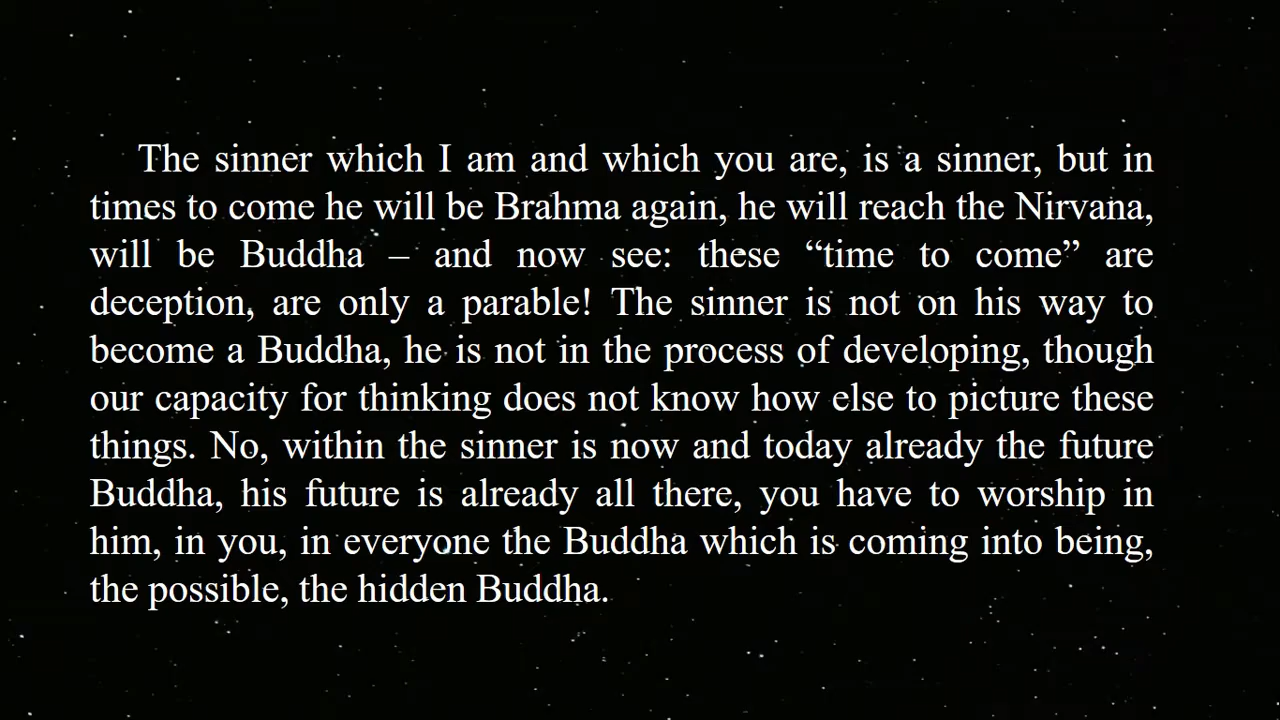 The sinner which I am and which you are, is a sinner, but in
times to come he will be Brahma again, he will reach the Nirvana,
will be Buddha – and now see: these “time to come” are
deception, are only a parable! The sinner is not on his way to
become a Buddha, he is not in the process of developing, though
our capacity for thinking does not know how else to picture these
things. No, within the sinner is now and today already the future
Buddha, his future is already all there, you have to worship in
him, in you, in everyone the Buddha which is coming into being,
the possible, the hidden Buddha.